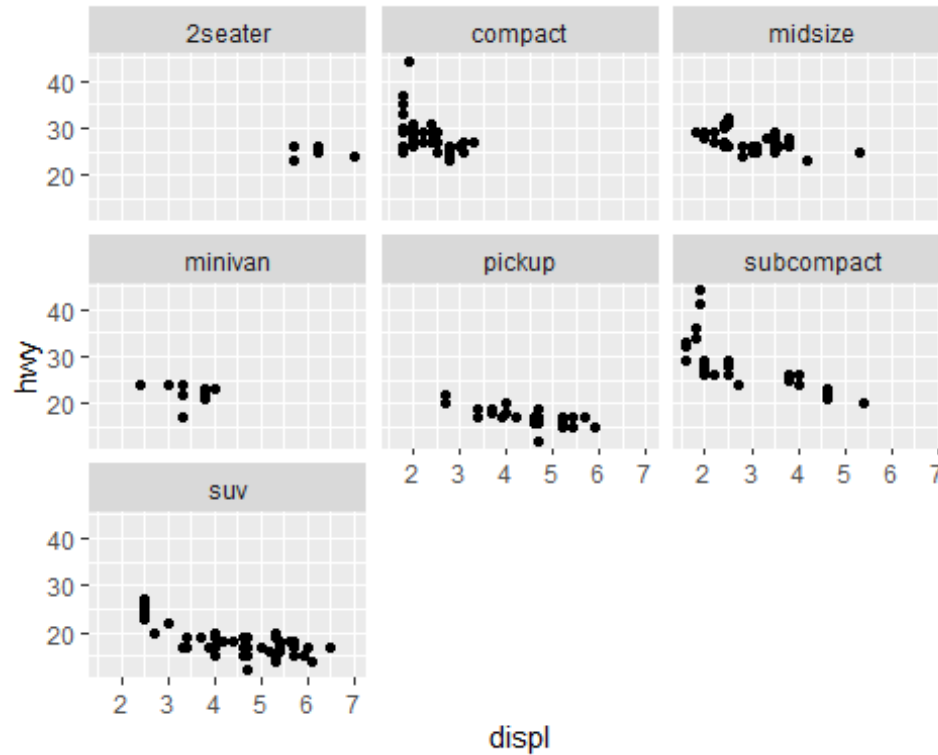 2seater compact midsize
40
30
20
minivan pickup subcompact
40
30
20
2 3 4 5 6 7 2 3 4 5 6 7
suv
40
30
20
2 3 4 5 6 7
hwy
displ